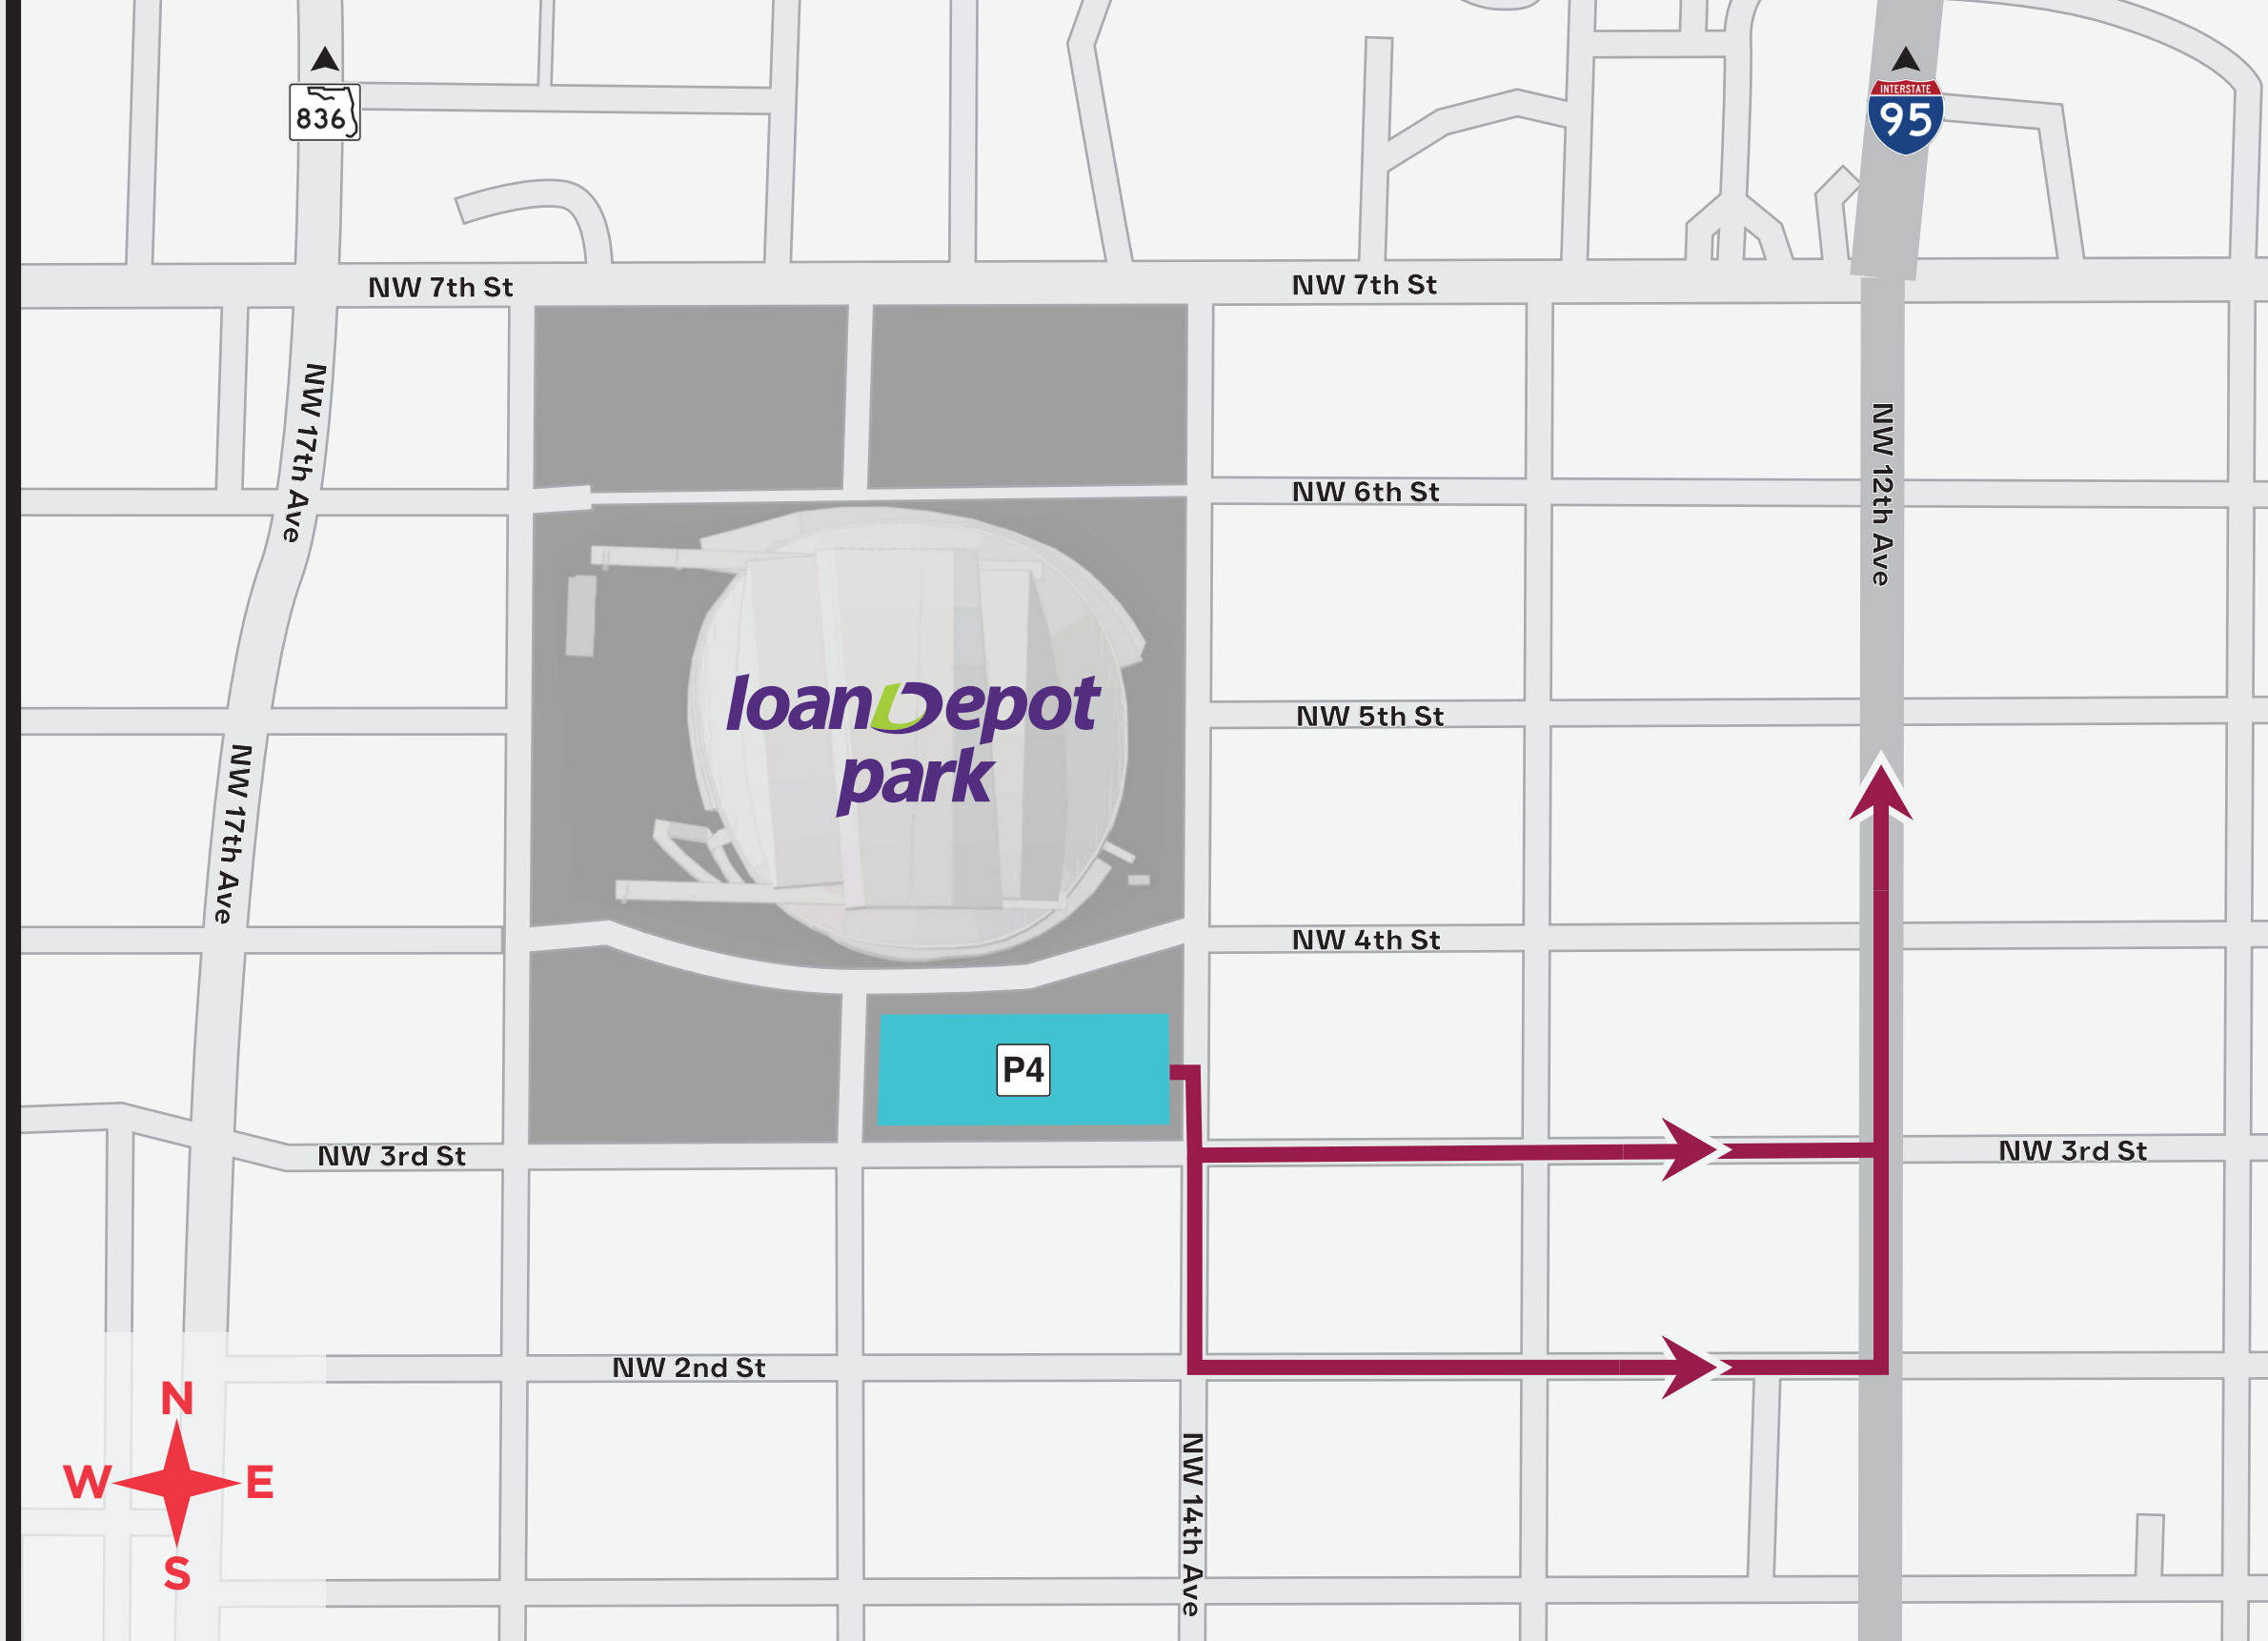 836
INTERSTATE
95
NW 7th St
NW 7th St
NW 17th Ave
NW 12th Ave
NW 6th St
loanDepot
park
NW 5th St
NW 17th Ave
NW 4th St
P4
NW 3rd St
NW 3rd St
NW 2nd St
N
W
E
S
NW 14th Ave